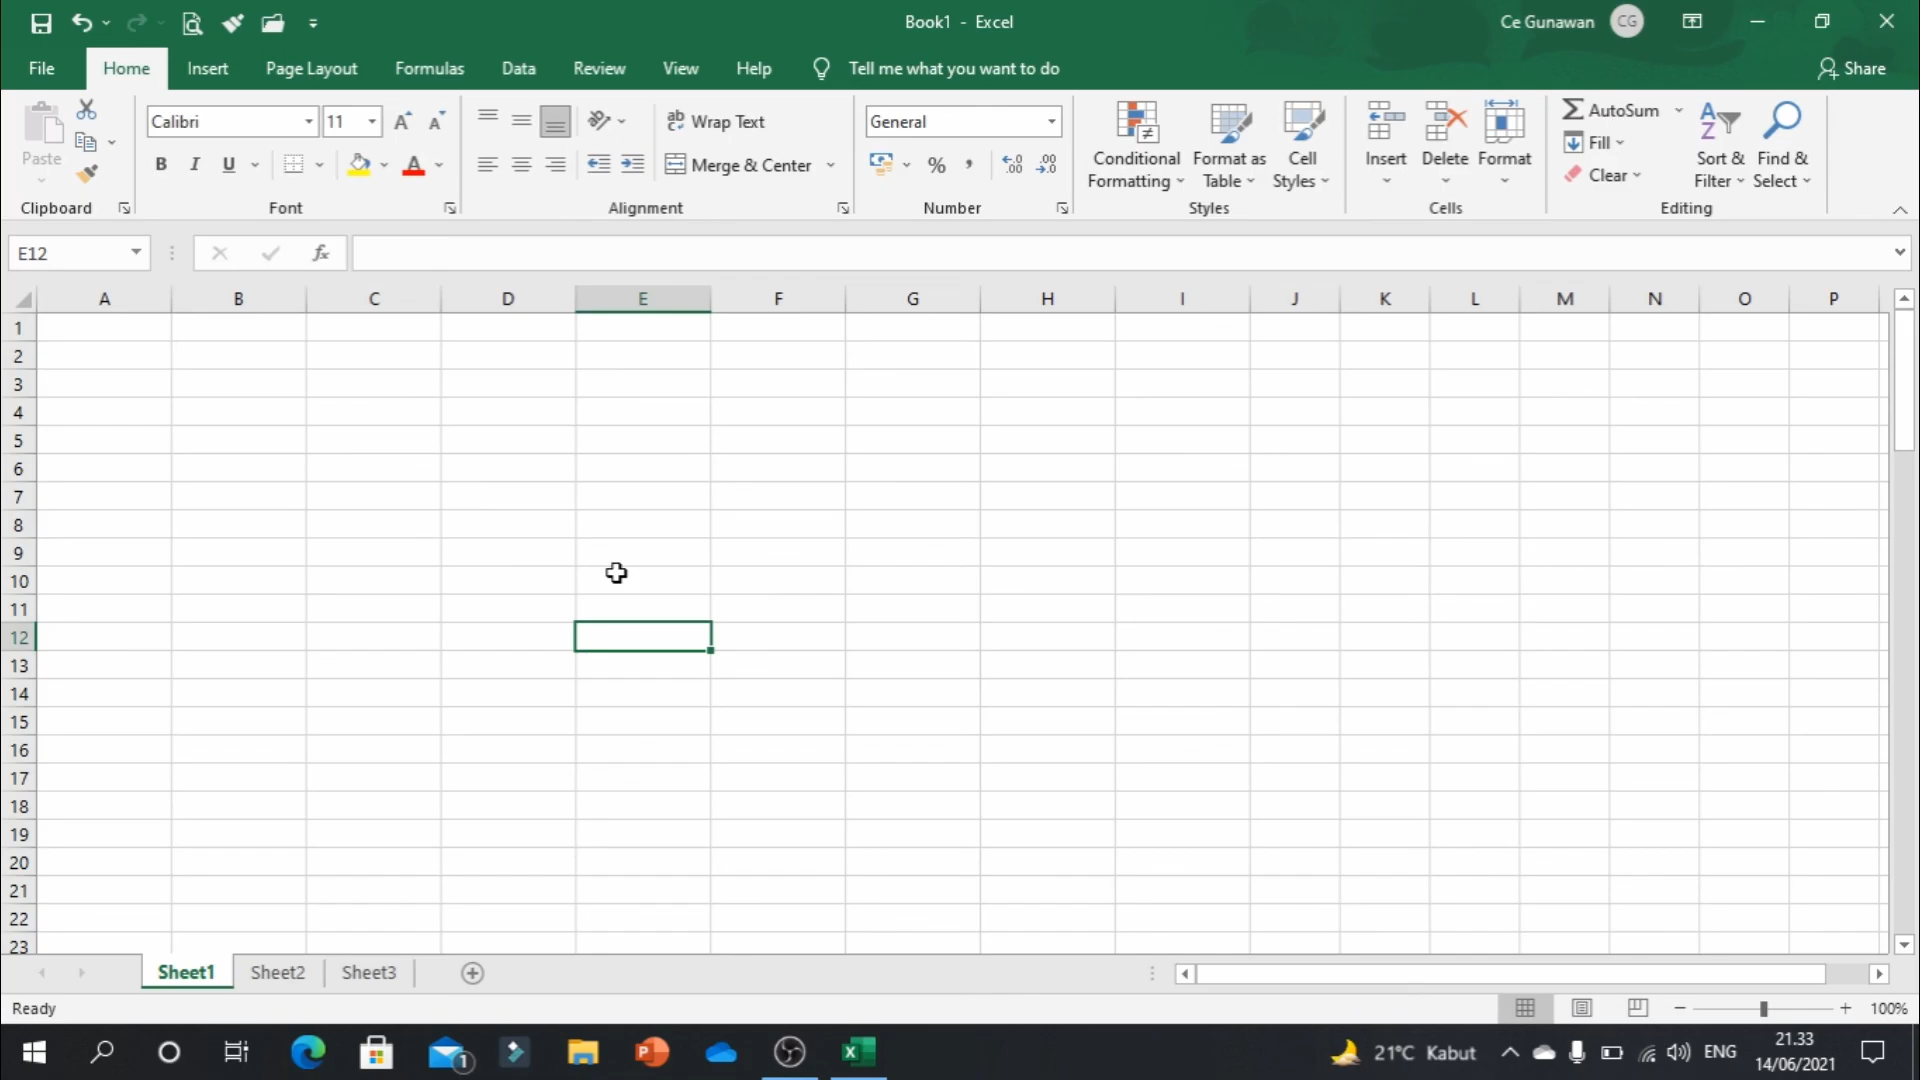 Book1 - Excel
Ce Gunawan CG
File Home Insert Page Layout Formulas Data Review View Help Tell me what you want to do Share
Paste
Clipboard
Calibri 11
B I U A
Font
Wrap Text
Merge & Center
Alignment
General
% ,
Number
Conditional Formatting
Format as Table
Cell Styles
Styles
Insert Delete Format
Cells
AutoSum
Fill
Clear
Sort & Filter
Find & Select
Editing
E12 fx
A B C D E F G H I J K L M N O P
1
2
3
4
5
6
7
8
9
10
11
12
13
14
15
16
17
18
19
20
21
22
23
Sheet1 Sheet2 Sheet3
Ready 100%
1 21°C Kabut ENG 21.33
14/06/2021